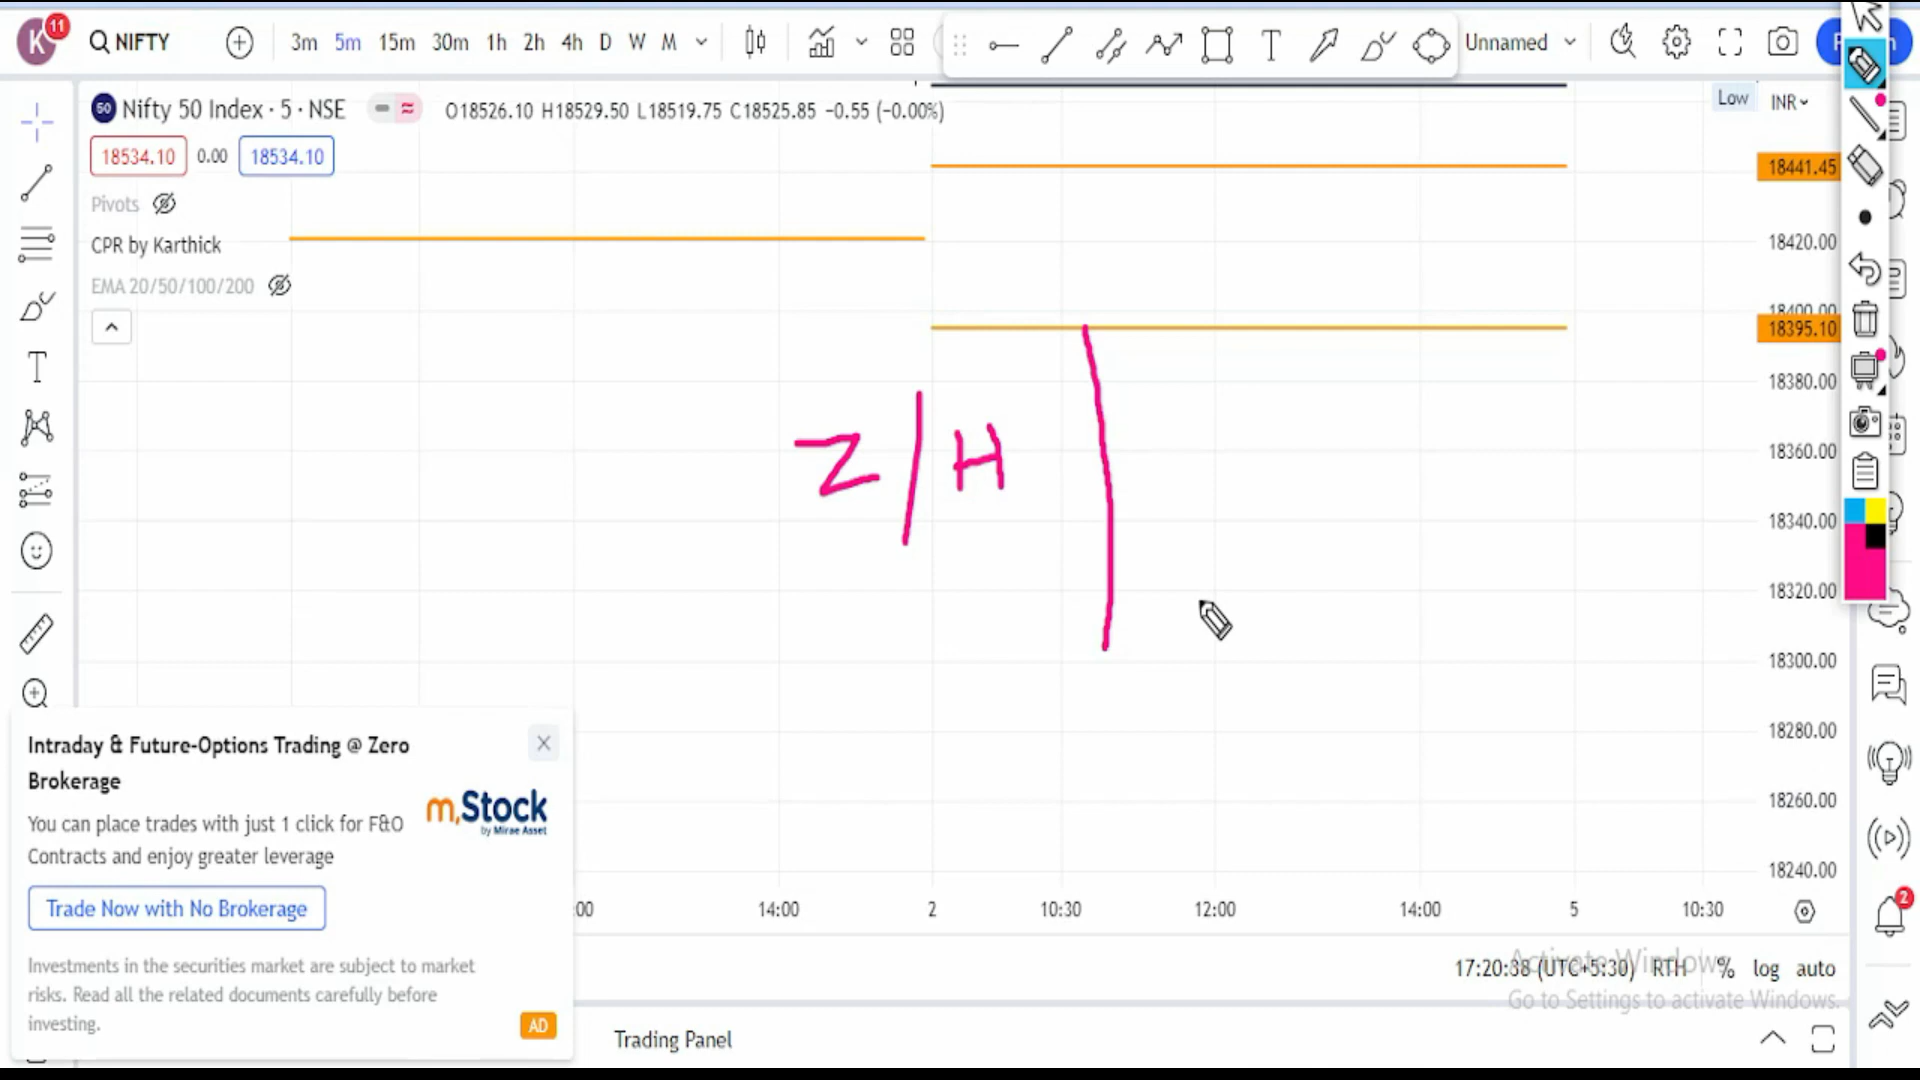 K 11 NIFTY 3m 5m 15m 30m 1h 2h 4h D W M Unnamed
50 Nifty 50 Index · 5 · NSE O18526.10 H18529.50 L18519.75 C18525.85 −0.55 (−0.00%) Low INR
18534.10 0.00 18534.10
18441.45
Pivots
CPR by Karthick
18420.00
EMA 20/50/100/200
18400.00
18395.10
18380.00
Z/H
18360.00
18340.00
18320.00
18300.00
18280.00
18260.00
18240.00
Intraday & Future-Options Trading @ Zero
Brokerage
You can place trades with just 1 click for F&O
Contracts and enjoy greater leverage
m.Stock
by Mirae Asset
Trade Now with No Brokerage
Investments in the securities market are subject to market
risks. Read all the related documents carefully before
investing.
AD
:00 14:00 2 10:30 12:00 14:00 5 10:30
2
17:20:38 (UTC+5:30) RTH % log auto
Activate Windows
Go to Settings to activate Windows.
Trading Panel